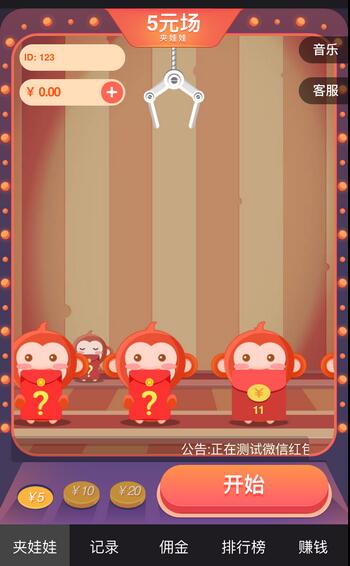 5元场
夹娃娃
ID: 123
音乐
¥ 0.00
+
客服
?
?
¥
11
公告:正在测试微信红包
¥5
¥10
¥20
开始
夹娃娃
记录
佣金
排行榜
赚钱